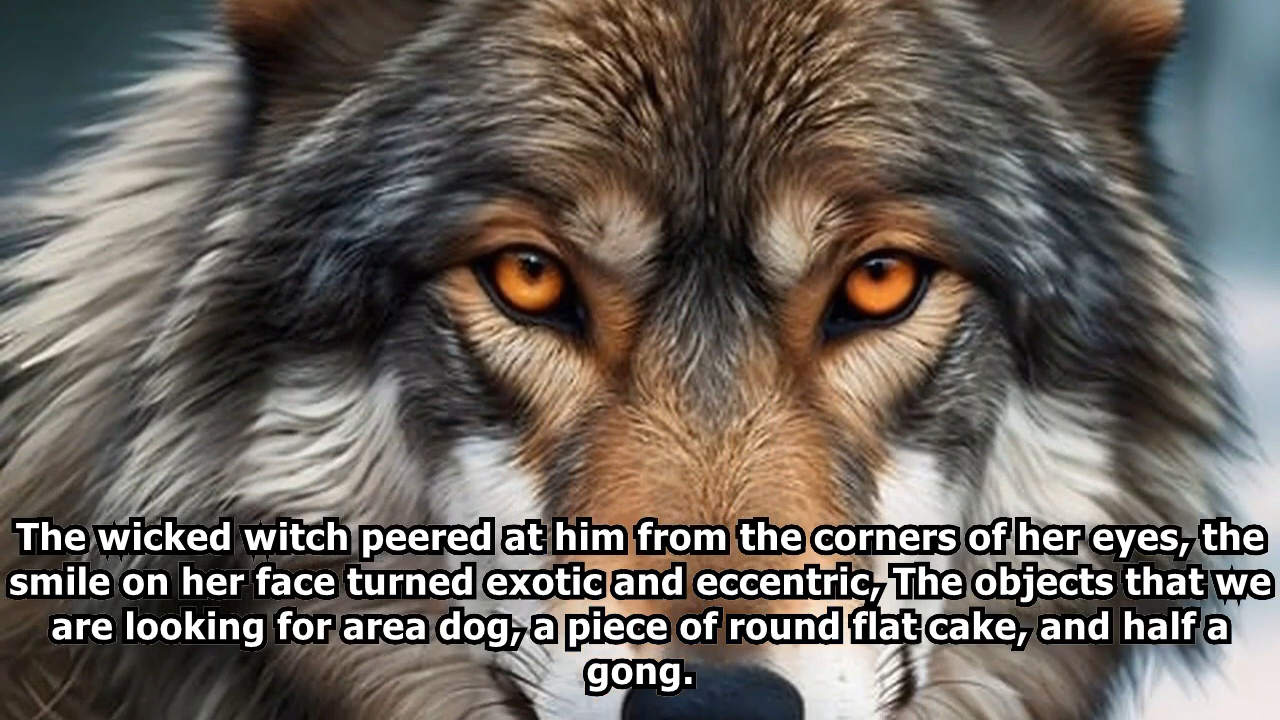 The wicked witch peered at him from the corners of her eyes, the
smile on her face turned exotic and eccentric, The objects that we
are looking for area dog, a piece of round flat cake, and half a
gong.